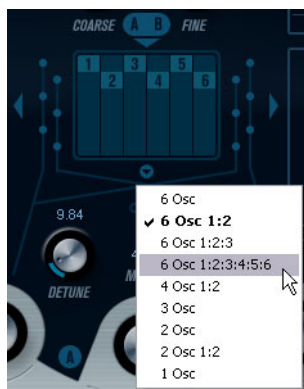 COARSE A B FINE
1 3 5
2 4 6
9.84
DETUNE
A
6 Osc
6 Osc 1:2
6 Osc 1:2:3
6 Osc 1:2:3:4:5:6
4 Osc 1:2
3 Osc
2 Osc
2 Osc 1:2
1 Osc